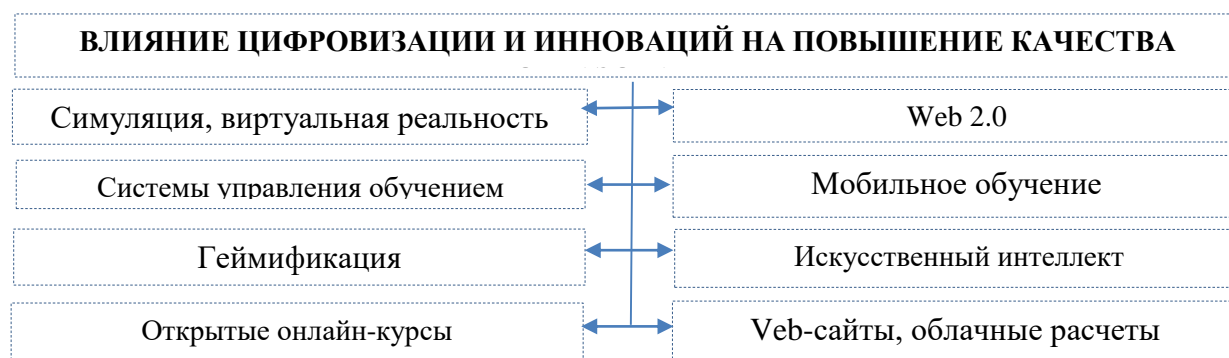 ВЛИЯНИЕ ЦИФРОВИЗАЦИИ И ИННОВАЦИЙ НА ПОВЫШЕНИЕ КАЧЕСТВА
Симуляция, виртуальная реальность
Web 2.0
Системы управления обучением
Мобильное обучение
Геймификация
Искусственный интеллект
Открытые онлайн-курсы
Veb-сайты, облачные расчеты